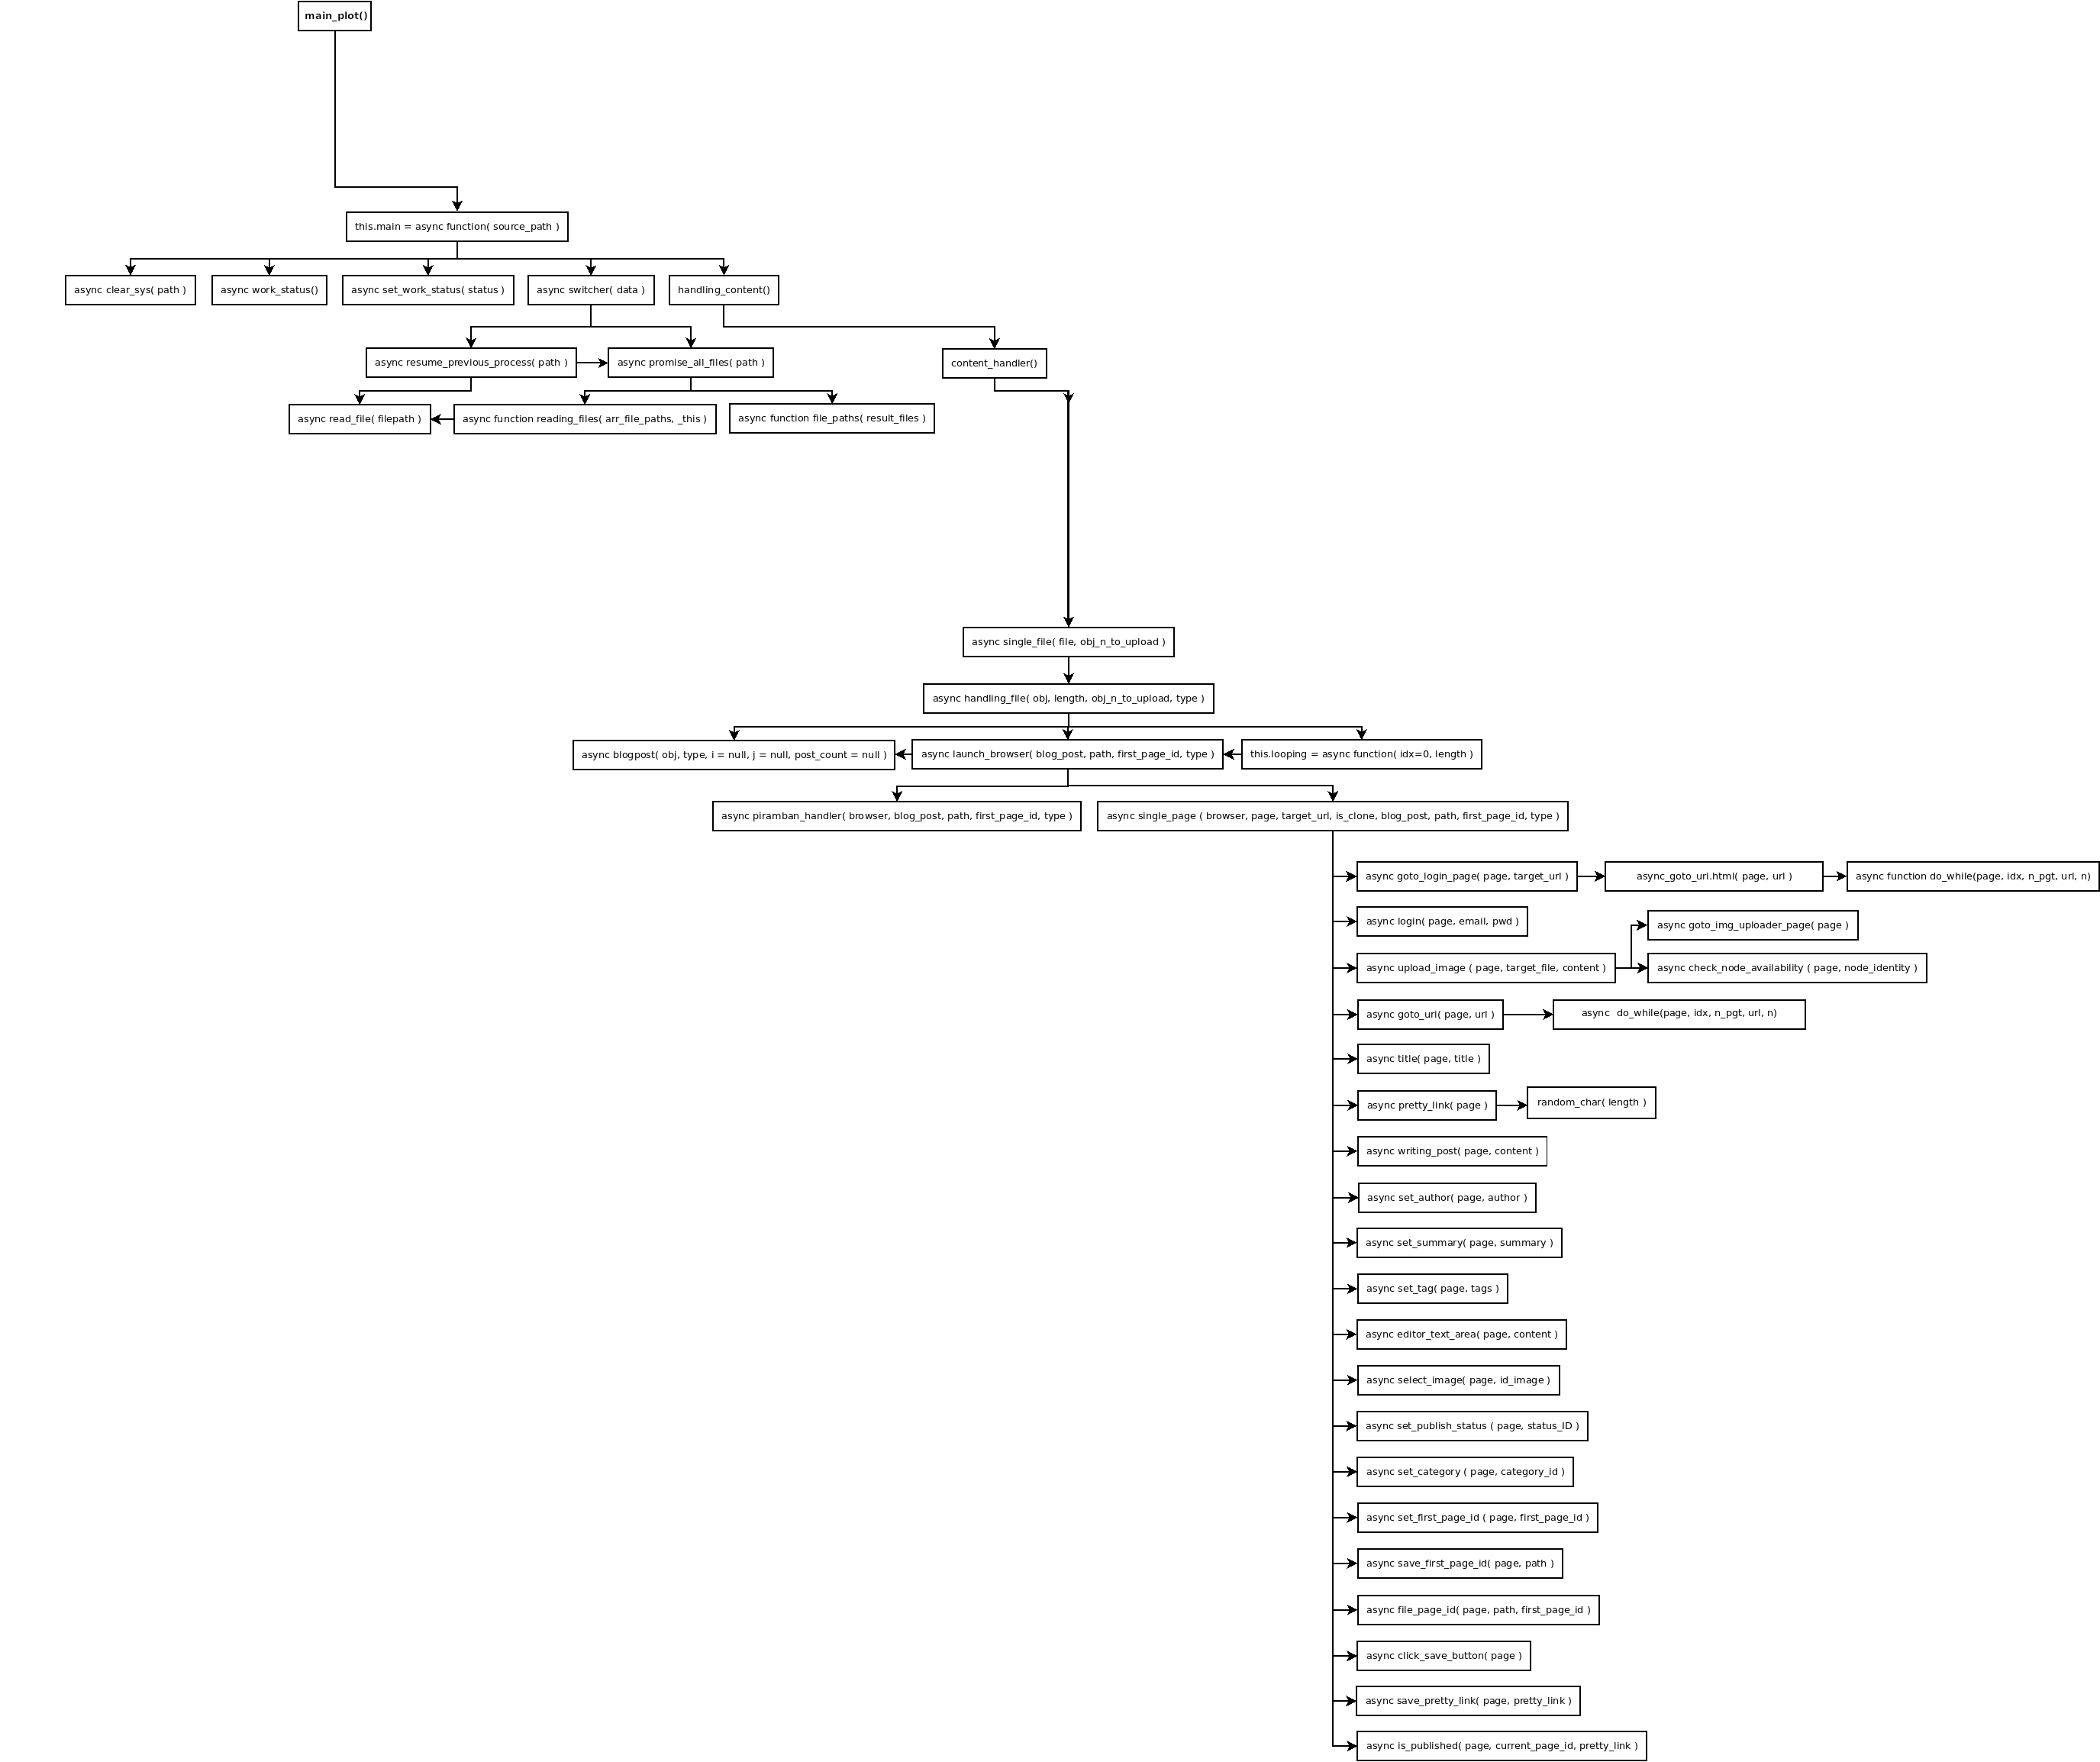 main_plot()
this.main = async function( source_path )
async clear_sys( path )
async work_status()
async set_work_status( status )
async switcher( data )
handling_content()
async resume_previous_process( path )
async promise_all_files( path )
content_handler()
async read_file( filepath )
async function reading_files( arr_file_paths, _this )
async function file_paths( result_files )
async single_file( file, obj_n_to_upload )
async handling_file( obj, length, obj_n_to_upload, type )
async blogpost( obj, type, i = null, j = null, post_count = null )
async launch_browser( blog_post, path, first_page_id, type )
this.looping = async function( idx=0, length )
async piramban_handler( browser, blog_post, path, first_page_id, type )
async single_page ( browser, page, target_url, is_clone, blog_post, path, first_page_id, type )
async goto_login_page( page, target_url )
async_goto_uri.html( page, url )
async function do_while(page, idx, n_pgt, url, n)
async login( page, email, pwd )
async goto_img_uploader_page( page )
async upload_image ( page, target_file, content )
async check_node_availability ( page, node_identity )
async goto_uri( page, url )
async  do_while(page, idx, n_pgt, url, n)
async title( page, title )
async pretty_link( page )
random_char( length )
async writing_post( page, content )
async set_author( page, author )
async set_summary( page, summary )
async set_tag( page, tags )
async editor_text_area( page, content )
async select_image( page, id_image )
async set_publish_status ( page, status_ID )
async set_category ( page, category_id )
async set_first_page_id ( page, first_page_id )
async save_first_page_id( page, path )
async file_page_id( page, path, first_page_id )
async click_save_button( page )
async save_pretty_link( page, pretty_link )
async is_published( page, current_page_id, pretty_link )